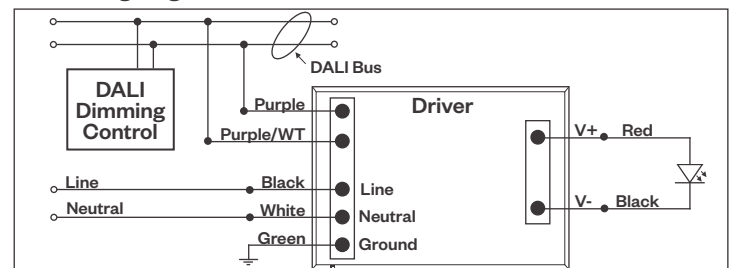 DALI Bus
DALI
Dimming
Control
Purple
Driver
Purple/WT
V+ Red
Line Black Line
Neutral White Neutral
V- Black
Green Ground